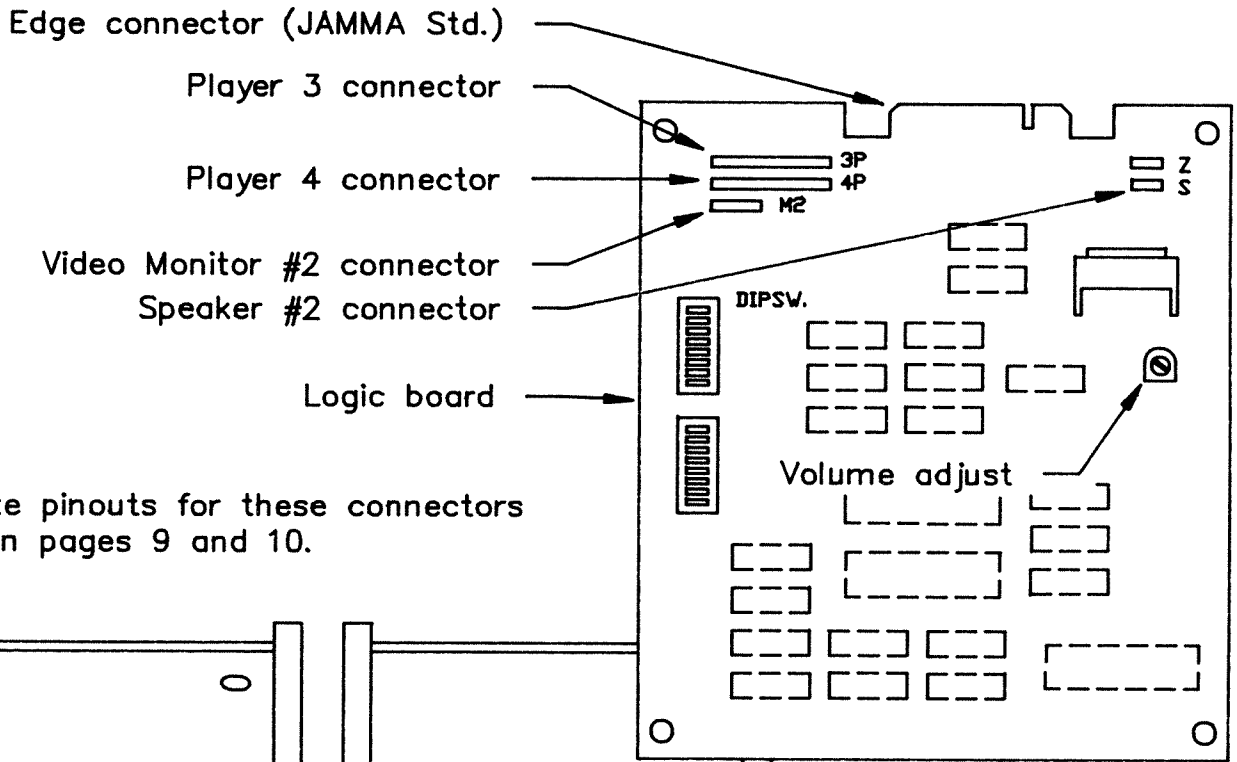 Edge connector (JAMMA Std.)
Player 3 connector
Player 4 connector
Video Monitor #2 connector
Speaker #2 connector
Logic board
3P
4P
M2
Z
S
DIPSW.
Volume adjust
pinouts for these connectors
pages 9 and 10.